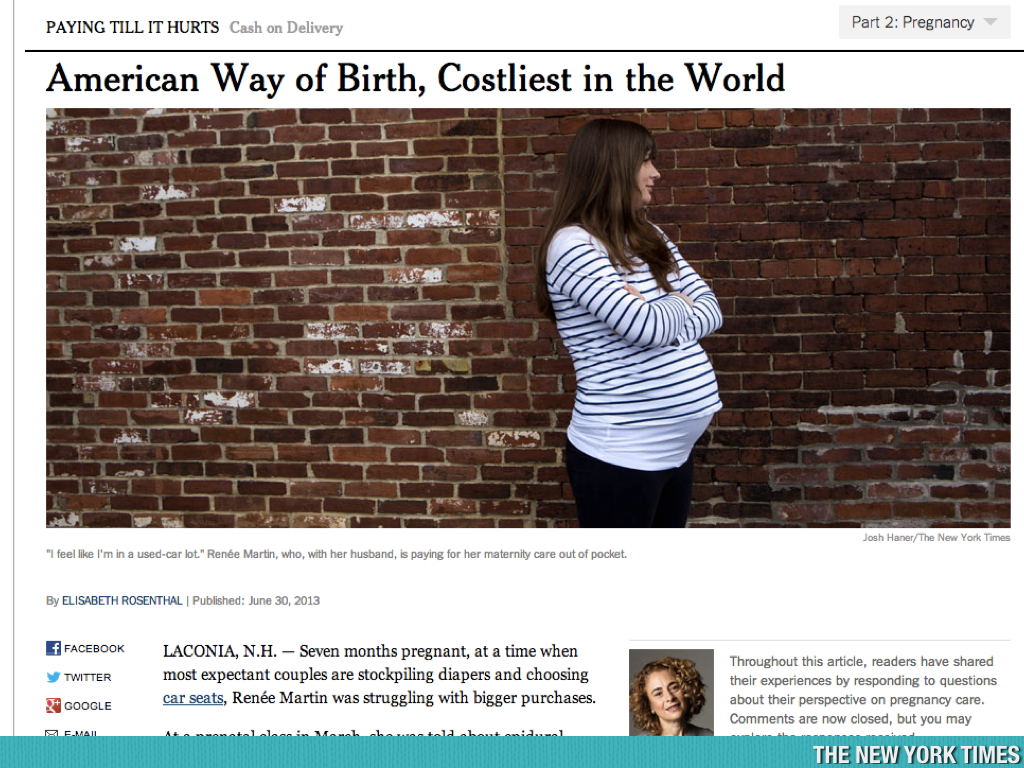 PAYING TILL IT HURTS Cash on Delivery
Part 2: Pregnancy
American Way of Birth, Costliest in the World
Josh Haner/The New York Times
"I feel like I'm in a used-car lot." Renée Martin, who, with her husband, is paying for her maternity care out of pocket.
By ELISABETH ROSENTHAL | Published: June 30, 2013
FACEBOOK
TWITTER
GOOGLE
E-MAIL
LACONIA, N.H. — Seven months pregnant, at a time when
most expectant couples are stockpiling diapers and choosing
car seats, Renée Martin was struggling with bigger purchases.
At a prenatal class in March, she was told about epidural
Throughout this article, readers have shared
their experiences by responding to questions
about their perspective on pregnancy care.
Comments are now closed, but you may
explore the responses received.
THE NEW YORK TIMES